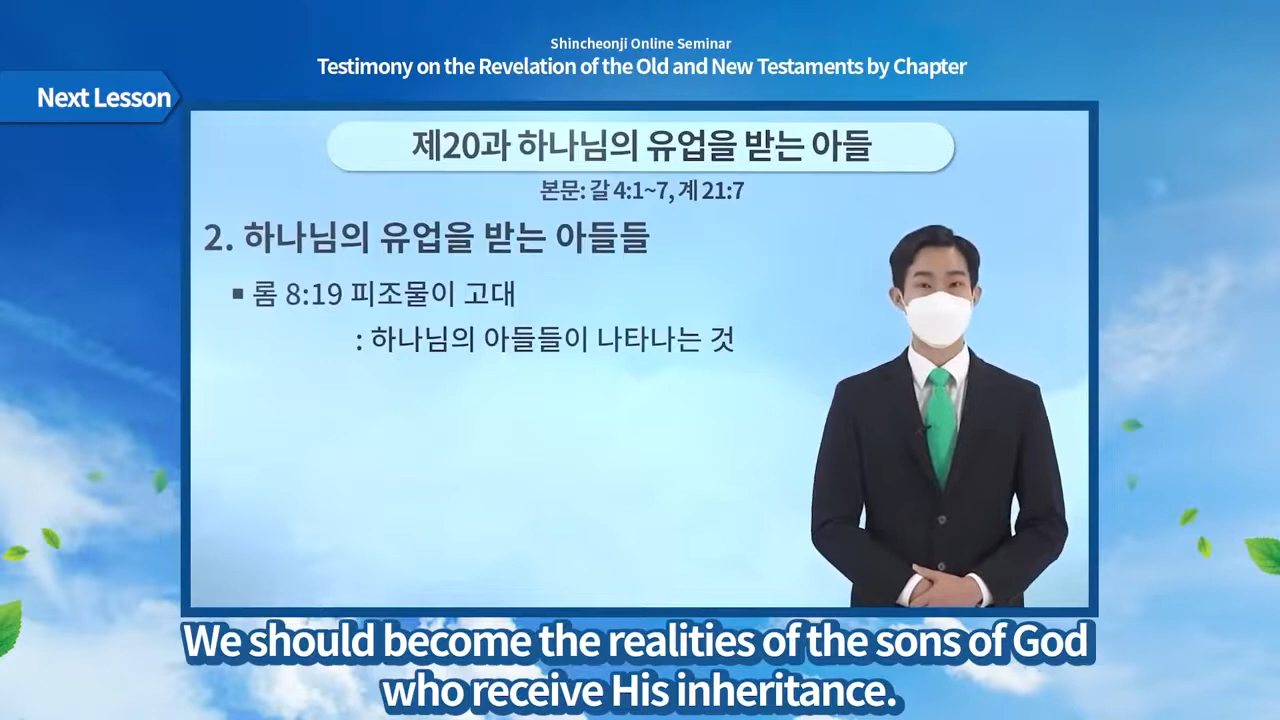 Shincheonji Online Seminar
Testimony on the Revelation of the Old and New Testaments by Chapter
Next Lesson
제20과 하나님의 유업을 받는 아들
본문: 갈 4:1~7, 계 21:7
2. 하나님의 유업을 받는 아들들
▪ 롬 8:19 피조물이 고대
: 하나님의 아들들이 나타나는 것
We should become the realities of the sons of God
who receive His inheritance.